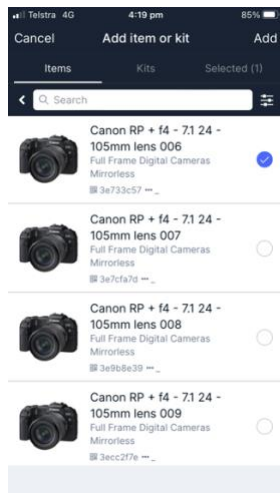 Telstra 4G 4:19 pm 85%
Cancel Add item or kit Add
Items Kits Selected (1)
Search
Canon RP + f4 - 7.1 24 -
105mm lens 006
Full Frame Digital Cameras
Mirrorless
3e733c57 --- _
Canon RP + f4 - 7.1 24 -
105mm lens 007
Full Frame Digital Cameras
Mirrorless
3e7cfa7d --- _
Canon RP + f4 - 7.1 24 -
105mm lens 008
Full Frame Digital Cameras
Mirrorless
3e9b8e39 --- _
Canon RP + f4 - 7.1 24 -
105mm lens 009
Full Frame Digital Cameras
Mirrorless
3ecc2f7e --- _